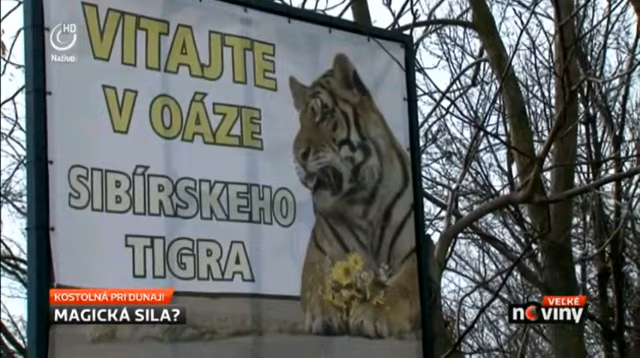 HD
Naživo
VITAJTE
V OÁZE
SIBÍRSKEHO
TIGRA
KOSTOLNÁ PRI DUNAJI
MAGICKÁ SILA?
VEĽKÉ
noviny